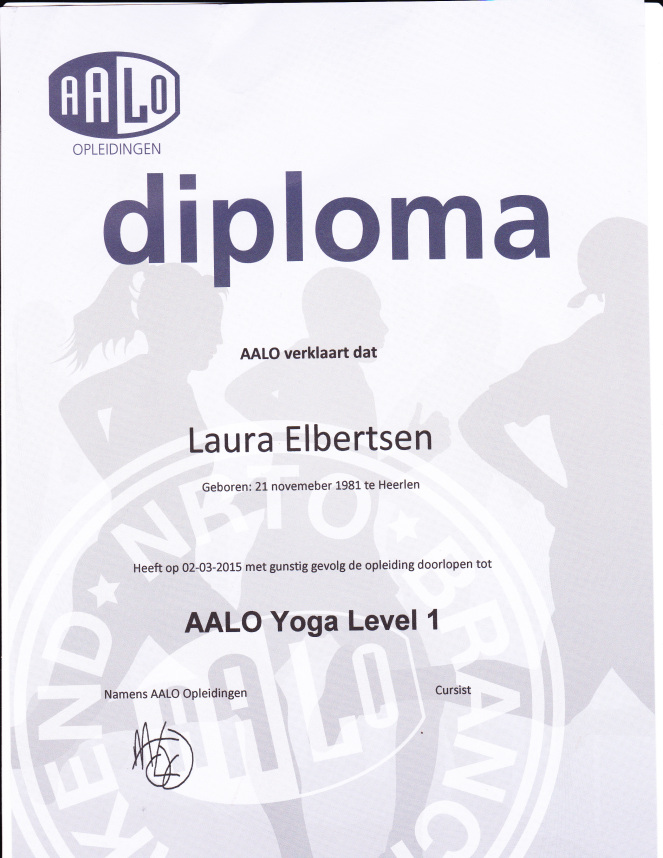 AALO
OPLEIDINGEN
diploma
AALO verklaart dat
Laura Elbertsen
Geboren: 21 novemeber 1981 te Heerlen
Heeft op 02-03-2015 met gunstig gevolg de opleiding doorlopen tot
AALO Yoga Level 1
Namens AALO Opleidingen
Cursist
KEND ★ NRTO ★ BRANC
AALO